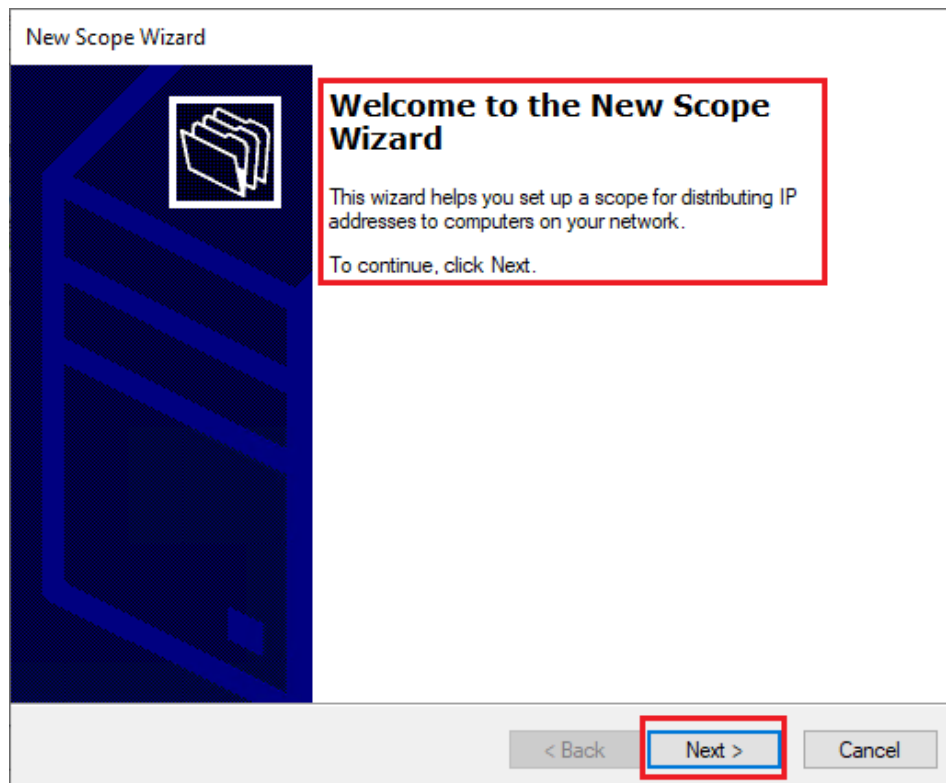 New Scope Wizard
Welcome to the New Scope
Wizard
This wizard helps you set up a scope for distributing IP
addresses to computers on your network.
To continue, click Next.
< Back
Next >
Cancel